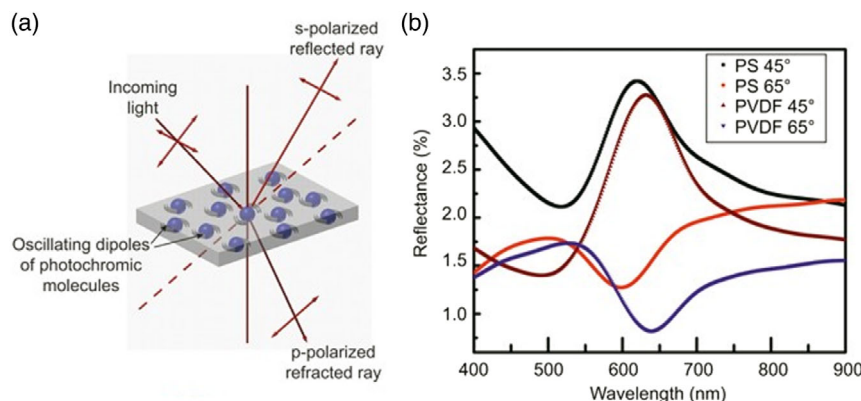 (a)
s-polarized
reflected ray
Incoming
light
Oscillating dipoles
of photochromic
molecules
p-polarized
refracted ray
(b)
Reflectance (%)
3.5
3.0
2.5
2.0
1.5
1.0
PS 45°
PS 65°
PVDF 45°
PVDF 65°
400 500 600 700 800 900
Wavelength (nm)